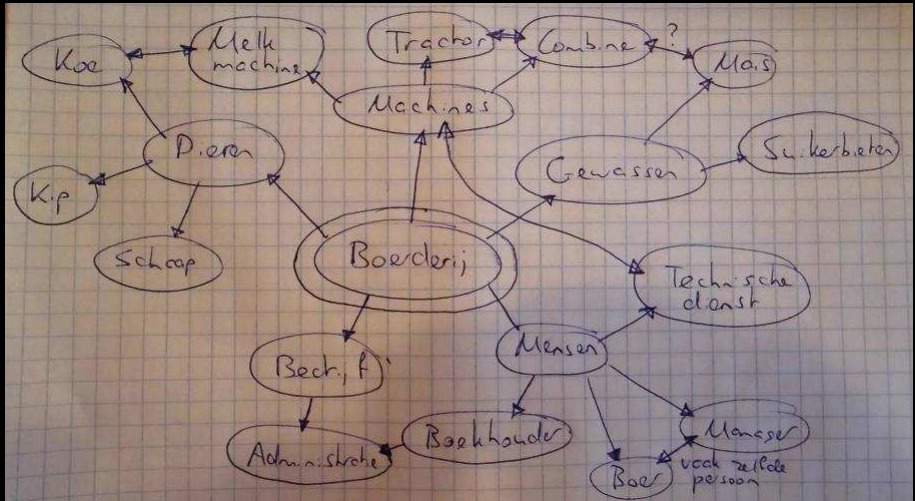 Koe
Melk
machine
Tractor
Combine
?
Mais
Machines
Dieren
Gewassen
Suikerbieten
Kip
Schaap
Boerderij
Technische
dienst
Mensen
Bedrijf
Boekhouder
Manager
Administratie
Boer
vaak zelfde
persoon